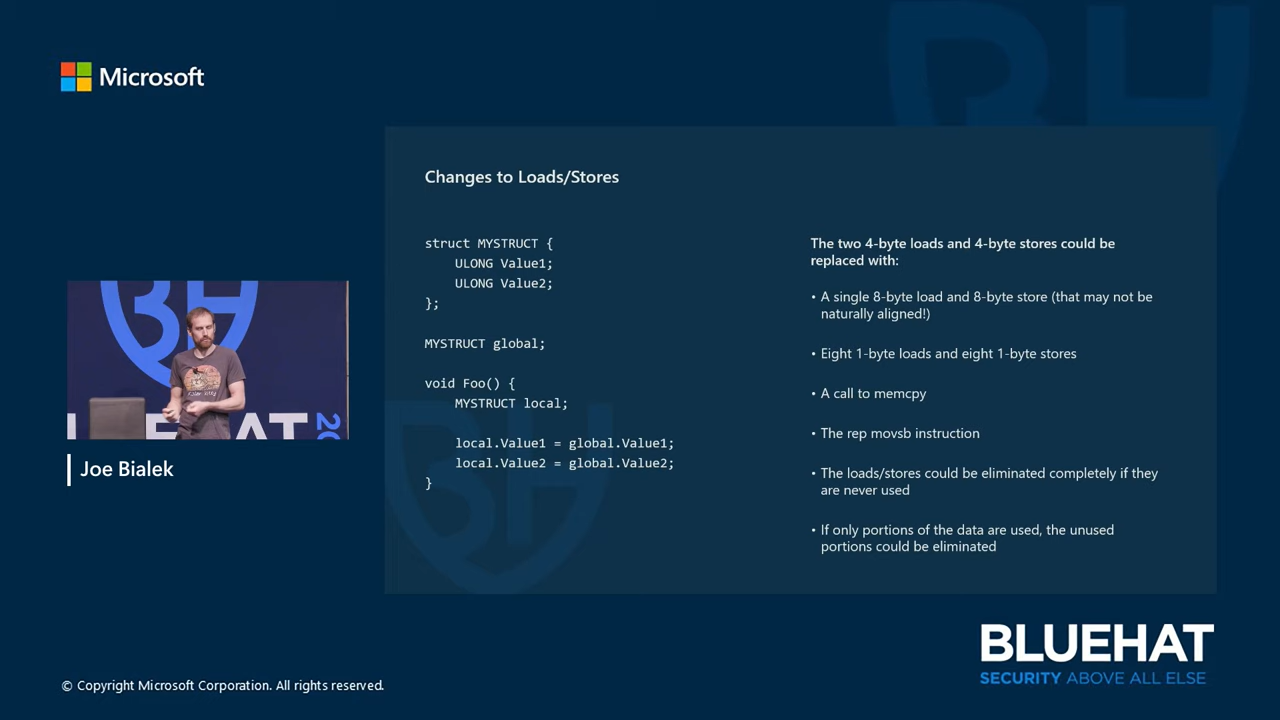 Microsoft
Changes to Loads/Stores
struct MYSTRUCT {
ULONG Value1;
ULONG Value2;
};
MYSTRUCT global;
void Foo() {
MYSTRUCT local;
local.Value1 = global.Value1;
local.Value2 = global.Value2;
}
The two 4-byte loads and 4-byte stores could be
replaced with:
• A single 8-byte load and 8-byte store (that may not be
naturally aligned!)
• Eight 1-byte loads and eight 1-byte stores
• A call to memcpy
• The rep movsb instruction
• The loads/stores could be eliminated completely if they
are never used
• If only portions of the data are used, the unused
portions could be eliminated
Joe Bialek
BLUEHAT
SECURITY ABOVE ALL ELSE
© Copyright Microsoft Corporation. All rights reserved.